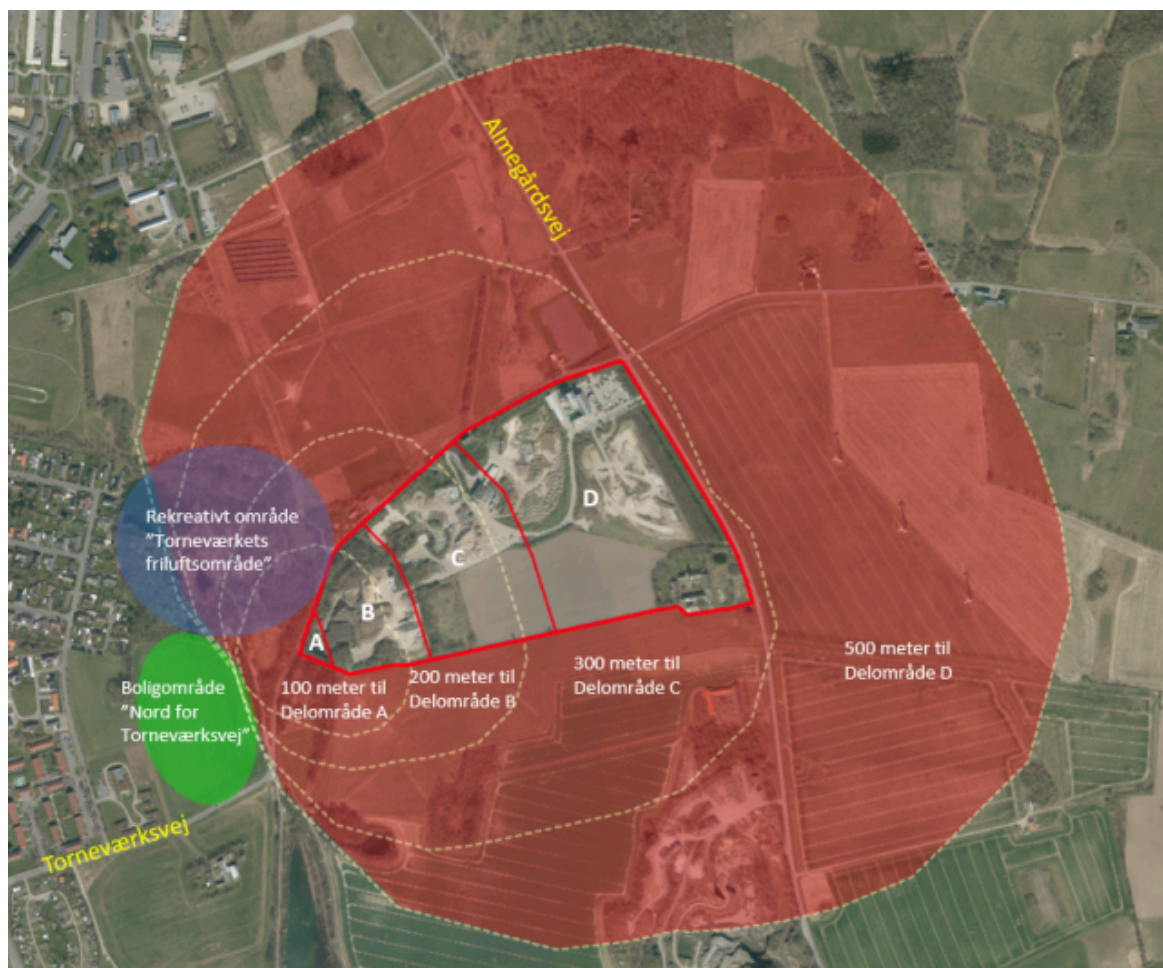 Almegårdsvej
D
Rekreativt område
"Torneværkets
friluftsområde"
C
B
A
Boligområde
"Nord for
Torneværksvej"
100 meter til
Delområde A
200 meter til
Delområde B
300 meter til
Delområde C
500 meter til
Delområde D
Torneværksvej